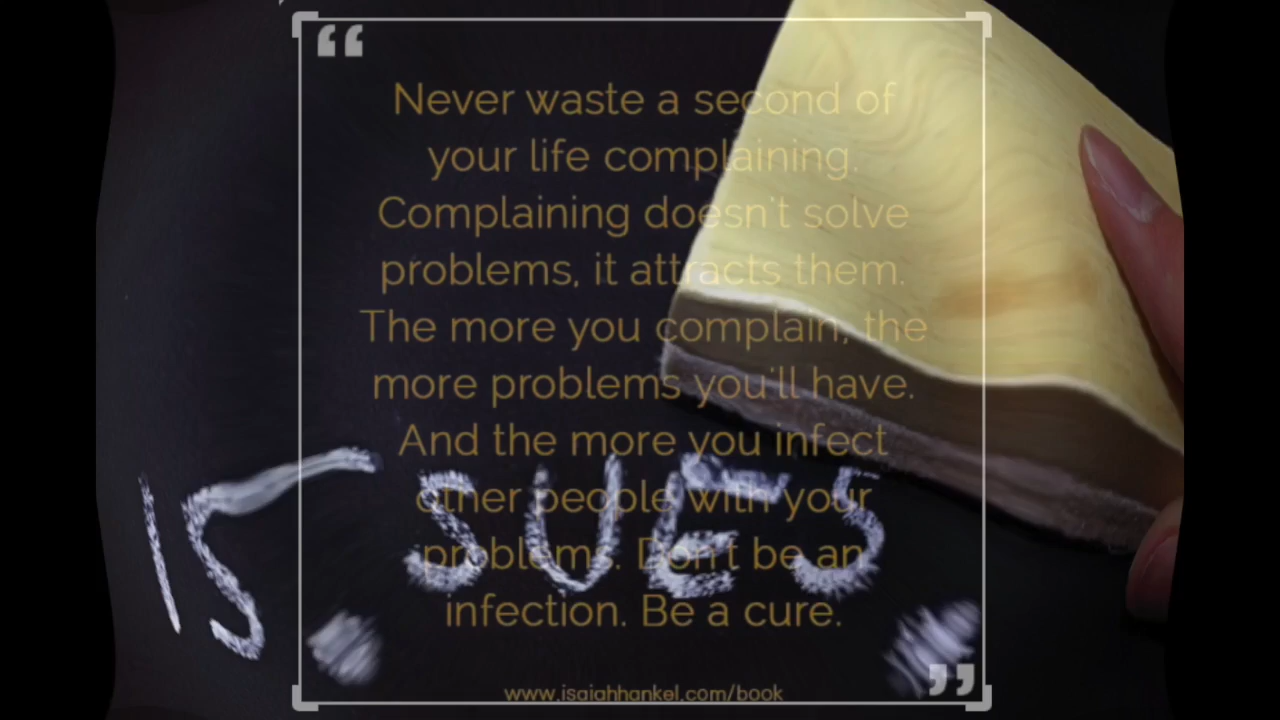 “
Never waste a second of
your life complaining.
Complaining doesn't solve
problems, it attracts them.
The more you complain, the
more problems you'll have.
And the more you infect
other people with your
problems. Don't be an
infection. Be a cure.
ISSUES
www.isaiahhankel.com/book
”